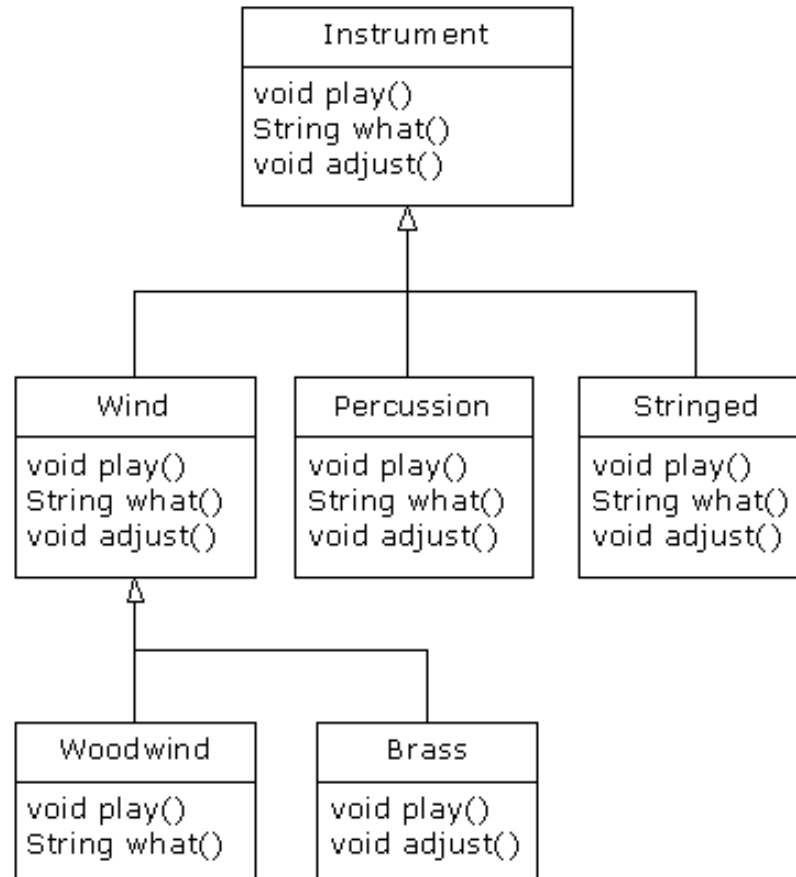 Instrument
void play()
String what()
void adjust()
Wind
void play()
String what()
void adjust()
Percussion
void play()
String what()
void adjust()
Stringed
void play()
String what()
void adjust()
Woodwind
void play()
String what()
Brass
void play()
void adjust()